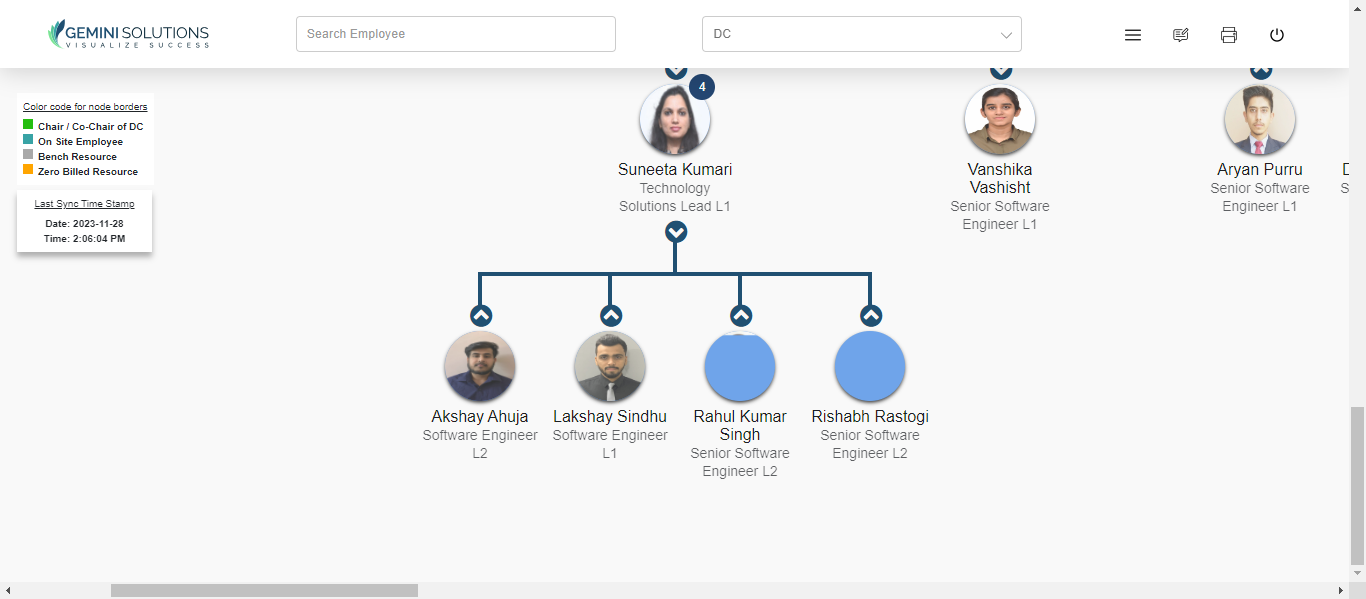 GEMINI SOLUTIONS
VISUALIZE SUCCESS
Search Employee
DC
Color code for node borders
Chair / Co-Chair of DC
On Site Employee
Bench Resource
Zero Billed Resource
Last Sync Time Stamp
Date: 2023-11-28
Time: 2:06:04 PM
4
Suneeta Kumari
Technology
Solutions Lead L1
Vanshika
Vashisht
Senior Software
Engineer L1
Aryan Purru
Senior Software
Engineer L1
Akshay Ahuja
Software Engineer
L2
Lakshay Sindhu
Software Engineer
L1
Rahul Kumar
Singh
Senior Software
Engineer L2
Rishabh Rastogi
Senior Software
Engineer L2